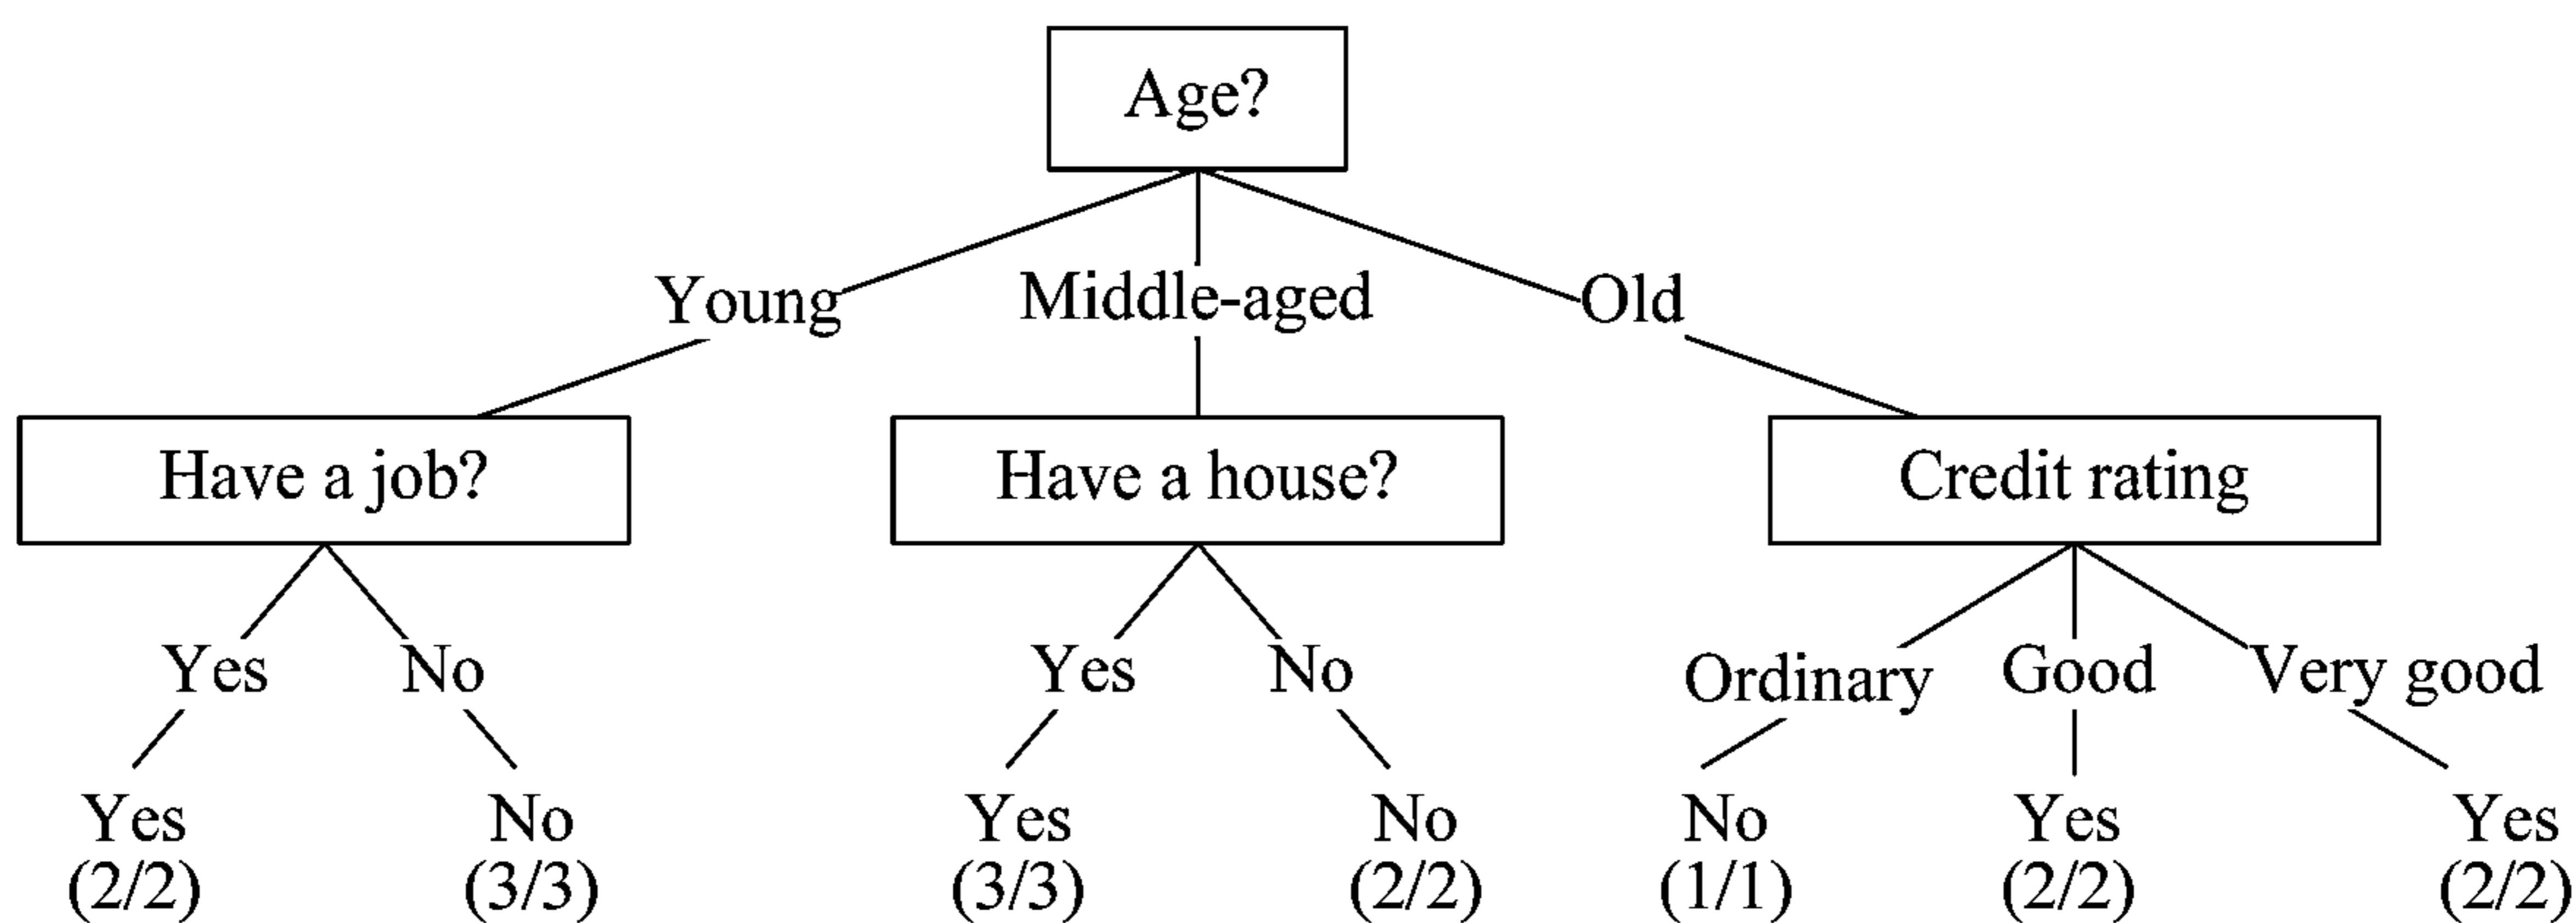 Age?
Young Middle-aged Old
Have a job? Have a house? Credit rating
Yes No Yes No Ordinary Good Very good
Yes No Yes No No Yes Yes
(2/2) (3/3) (3/3) (2/2) (1/1) (2/2) (2/2)